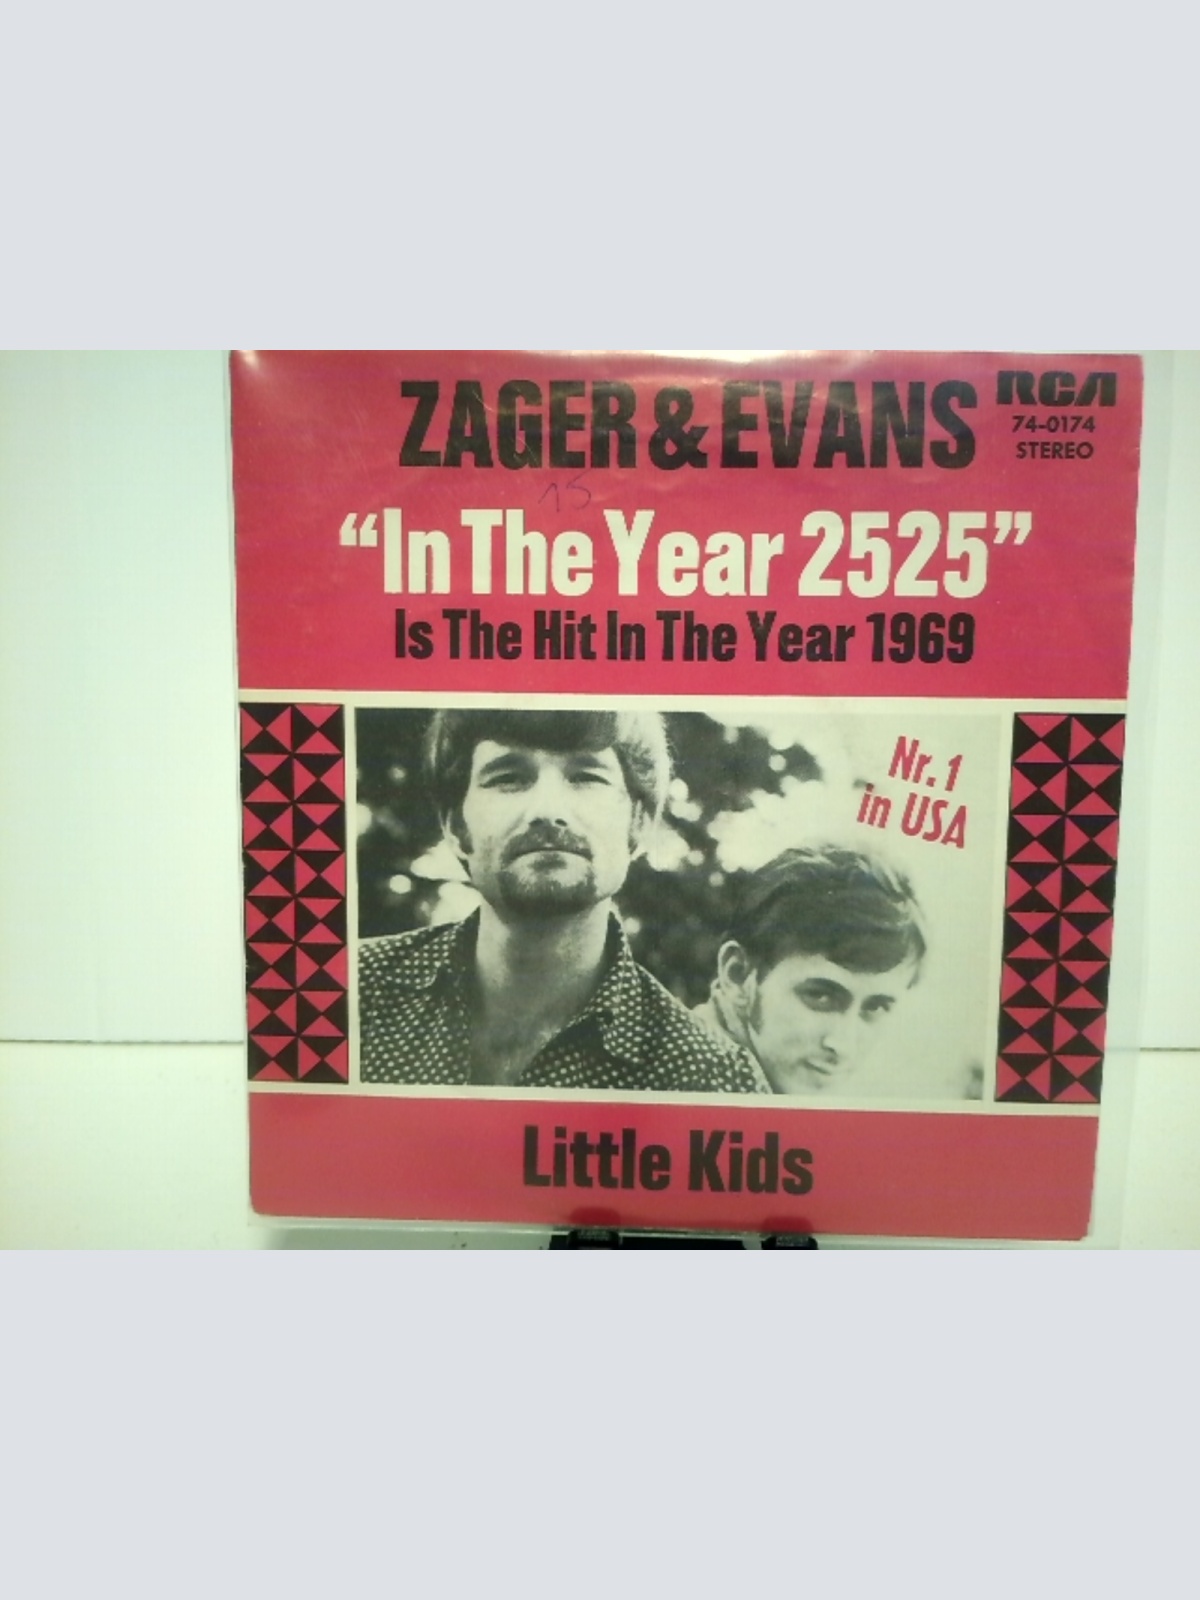 ZAGER & EVANS
RCA
74-0174
STEREO
15
“In The Year 2525”
Is The Hit In The Year 1969
Nr. 1
in USA
Little Kids